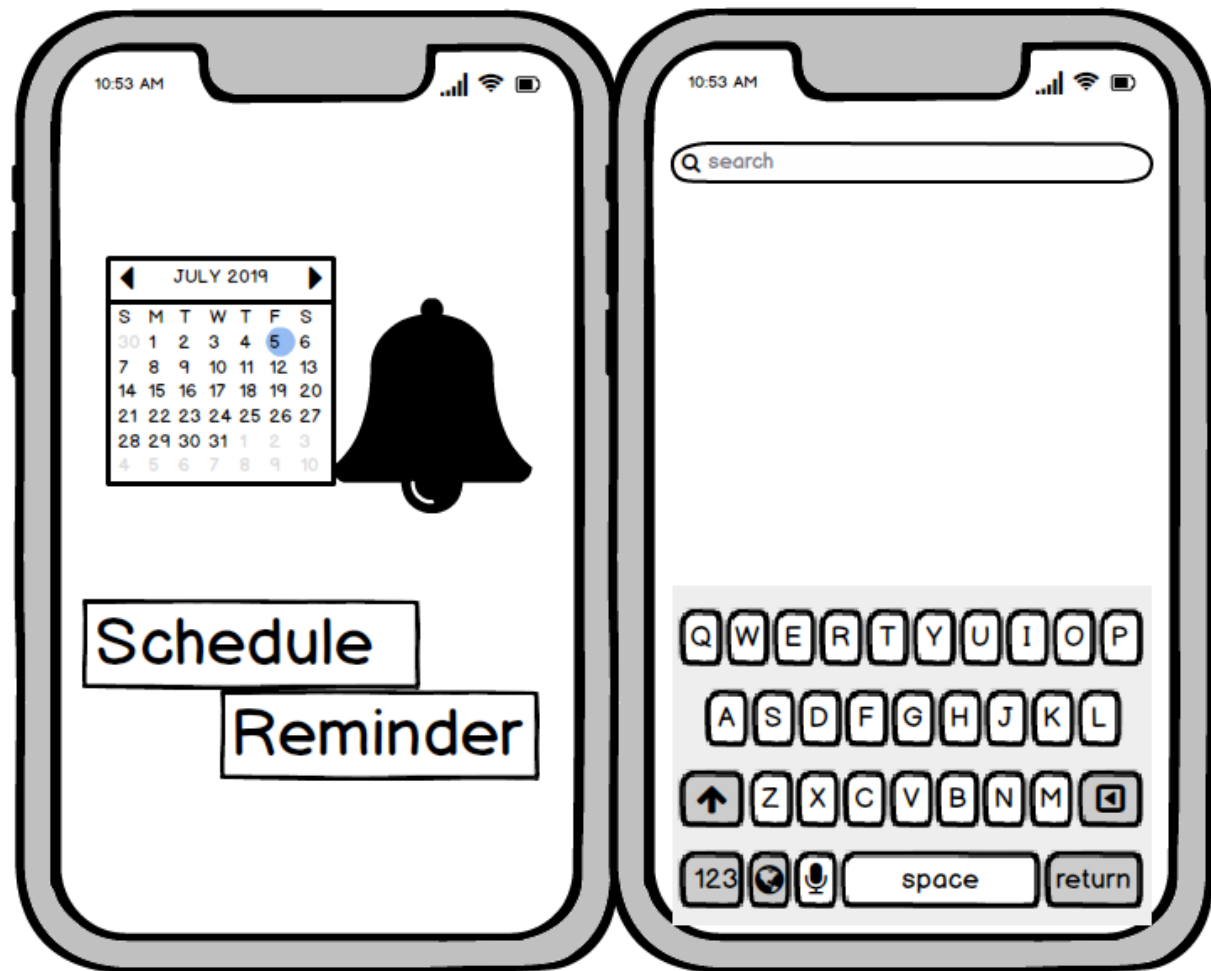 10:53 AM
JULY 2019
S M T W T F S
30 1 2 3 4 5 6
7 8 9 10 11 12 13
14 15 16 17 18 19 20
21 22 23 24 25 26 27
28 29 30 31 1 2 3
4 5 6 7 8 9 10
Schedule
Reminder
10:53 AM
search
Q W E R T Y U I O P
A S D F G H J K L
Z X C V B N M
123 space return